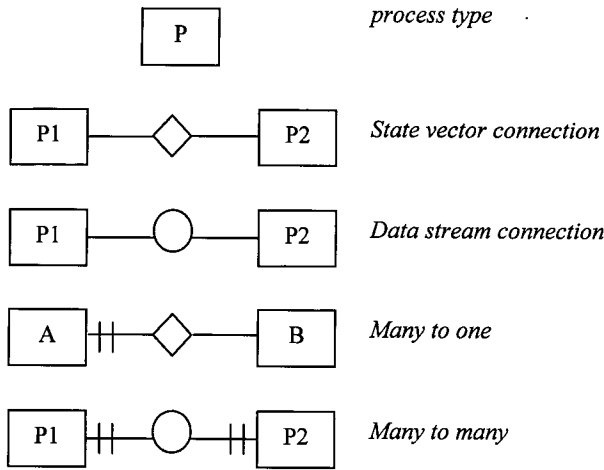 P process type
P1 P2 State vector connection
P1 P2 Data stream connection
A B Many to one
P1 P2 Many to many